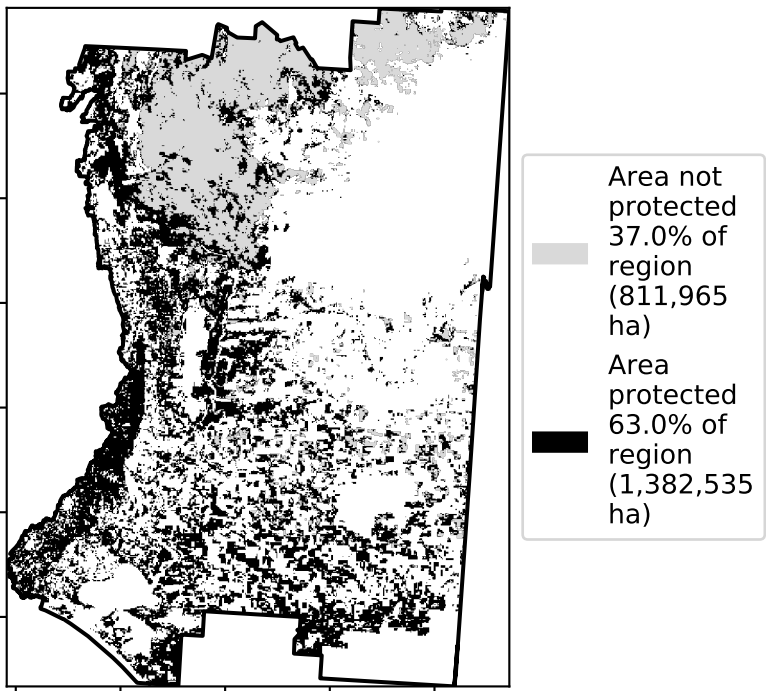 Area not
protected
37.0% of
region
(811,965
ha)
Area
protected
63.0% of
region
(1,382,535
ha)